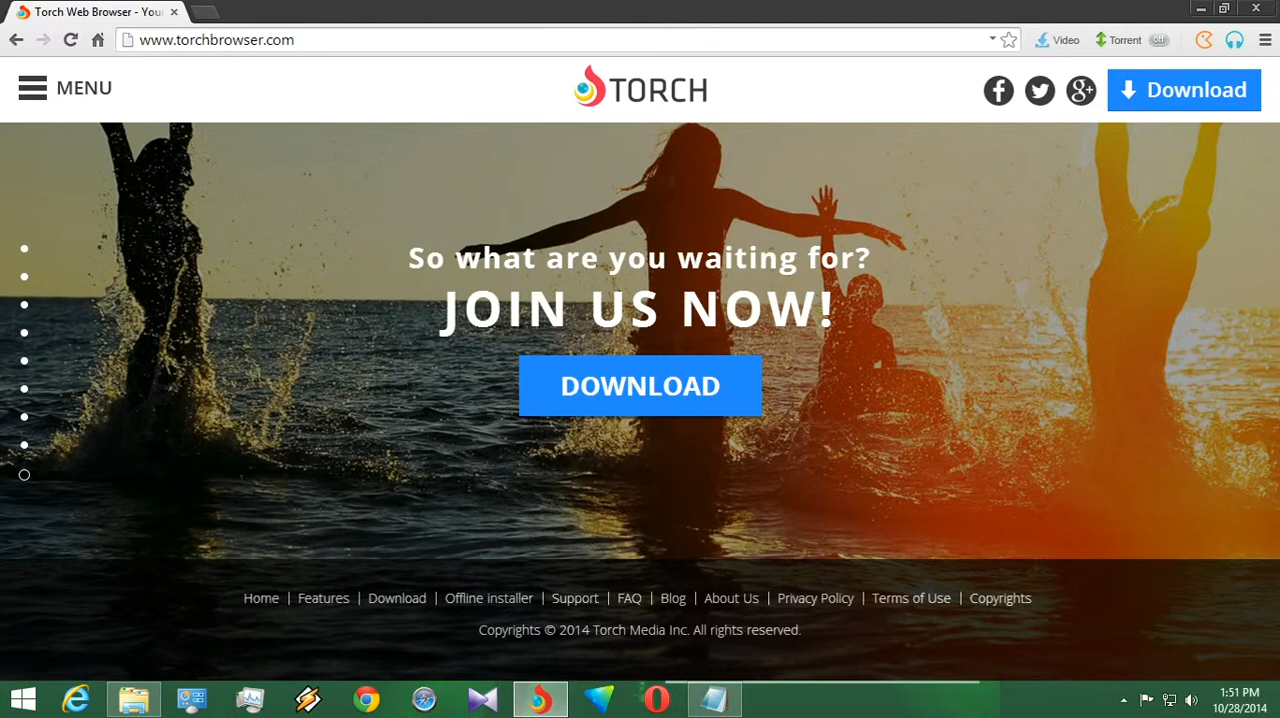 Torch Web Browser - You
www.torchbrowser.com
Video
Torrent
off
MENU
TORCH
Download
So what are you waiting for?
JOIN US NOW!
DOWNLOAD
Home | Features | Download | Offline installer | Support | FAQ | Blog | About Us | Privacy Policy | Terms of Use | Copyrights
Copyrights © 2014 Torch Media Inc. All rights reserved.
1:51 PM
10/28/2014